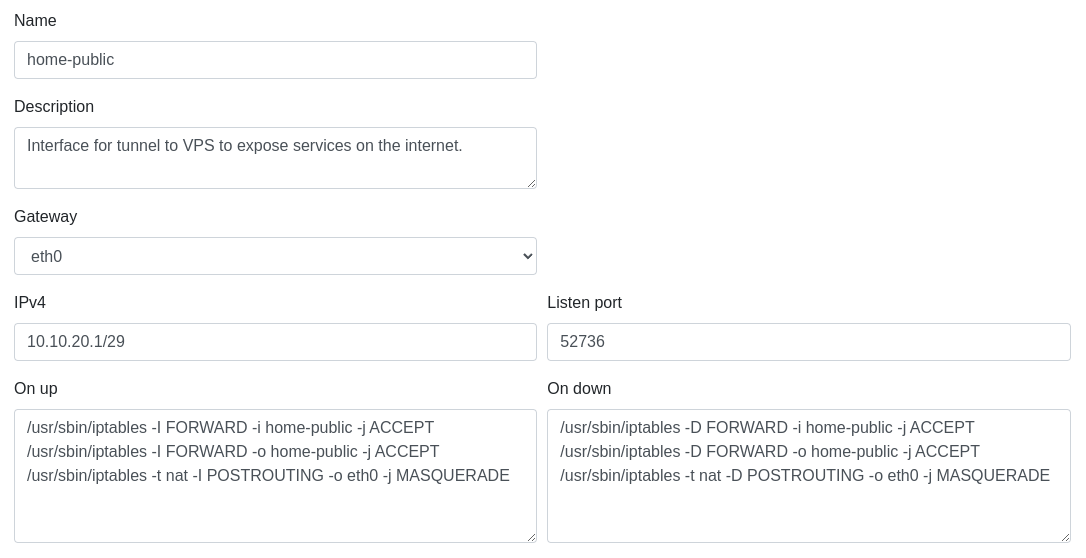 Name
home-public
Description
Interface for tunnel to VPS to expose services on the internet.
Gateway
eth0
IPv4
10.10.20.1/29
Listen port
52736
On up
/usr/sbin/iptables -I FORWARD -i home-public -j ACCEPT
/usr/sbin/iptables -I FORWARD -o home-public -j ACCEPT
/usr/sbin/iptables -t nat -I POSTROUTING -o eth0 -j MASQUERADE
On down
/usr/sbin/iptables -D FORWARD -i home-public -j ACCEPT
/usr/sbin/iptables -D FORWARD -o home-public -j ACCEPT
/usr/sbin/iptables -t nat -D POSTROUTING -o eth0 -j MASQUERADE